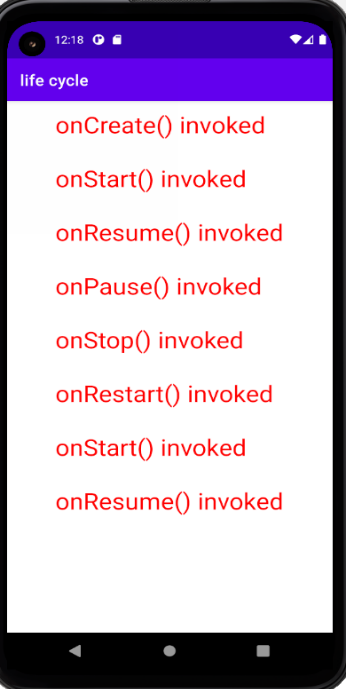 12:18
life cycle
onCreate() invoked
onStart() invoked
onResume() invoked
onPause() invoked
onStop() invoked
onRestart() invoked
onStart() invoked
onResume() invoked